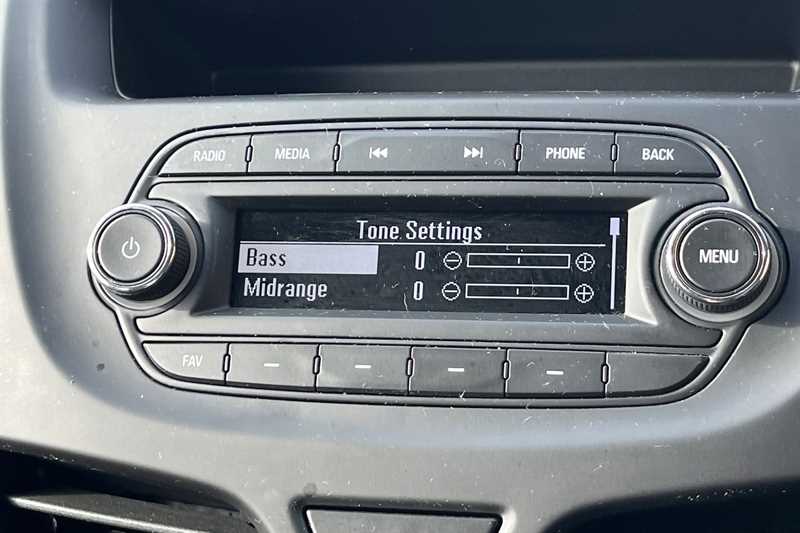 RADIO MEDIA PHONE BACK
Tone Settings
Bass 0
Midrange 0
MENU
FAV